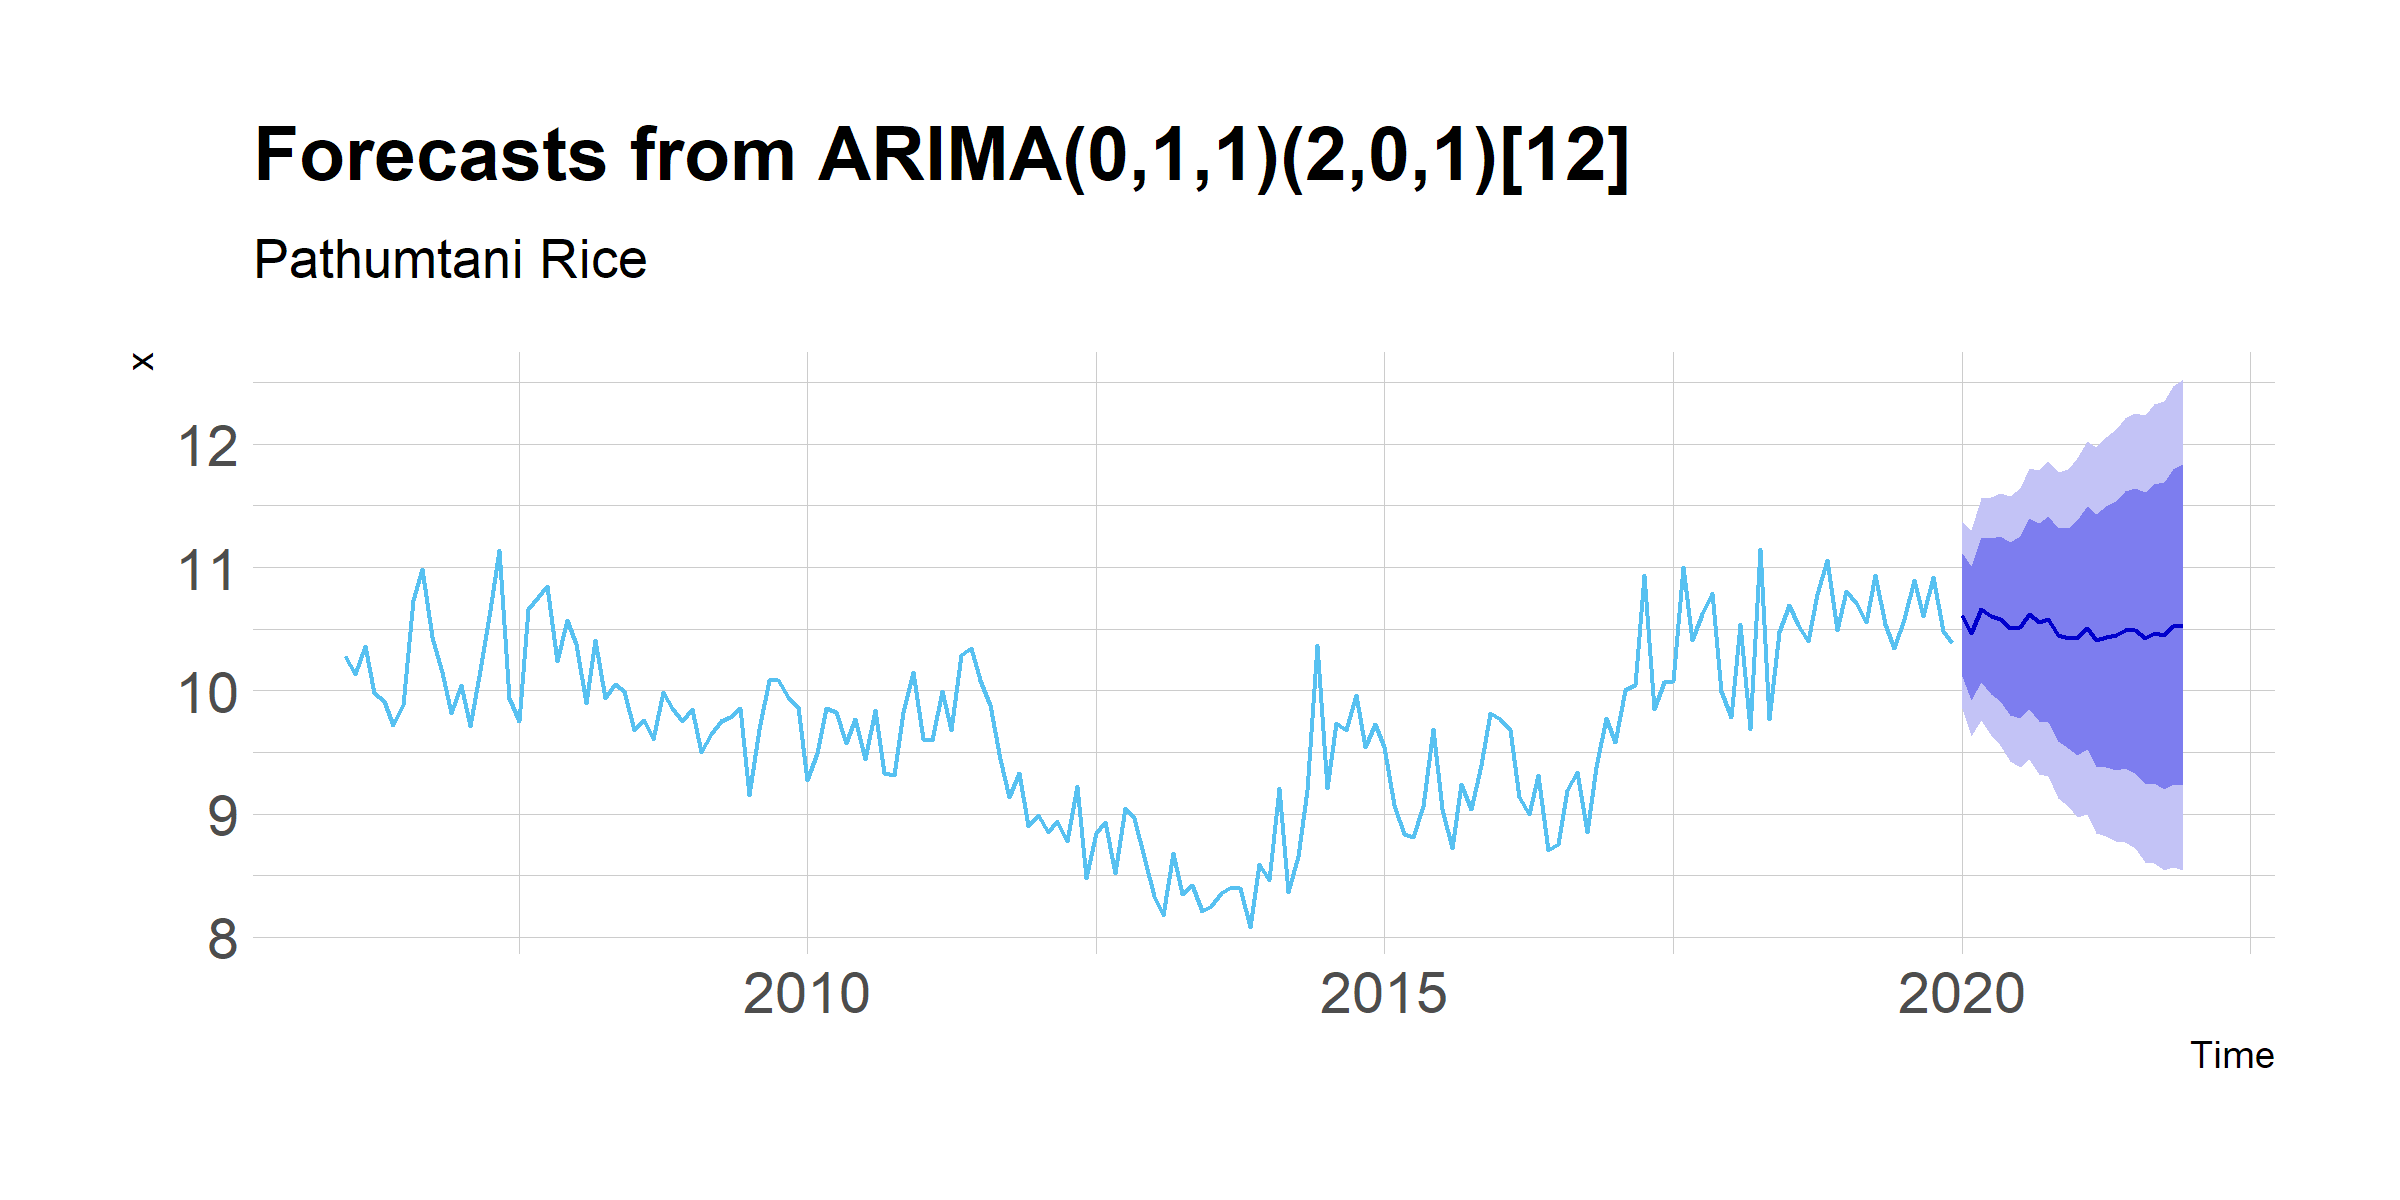 Forecasts from ARIMA(0,1,1)(2,0,1)[12]
Pathumtani Rice
x
12
11
10
9
8
2010 2015 2020
Time